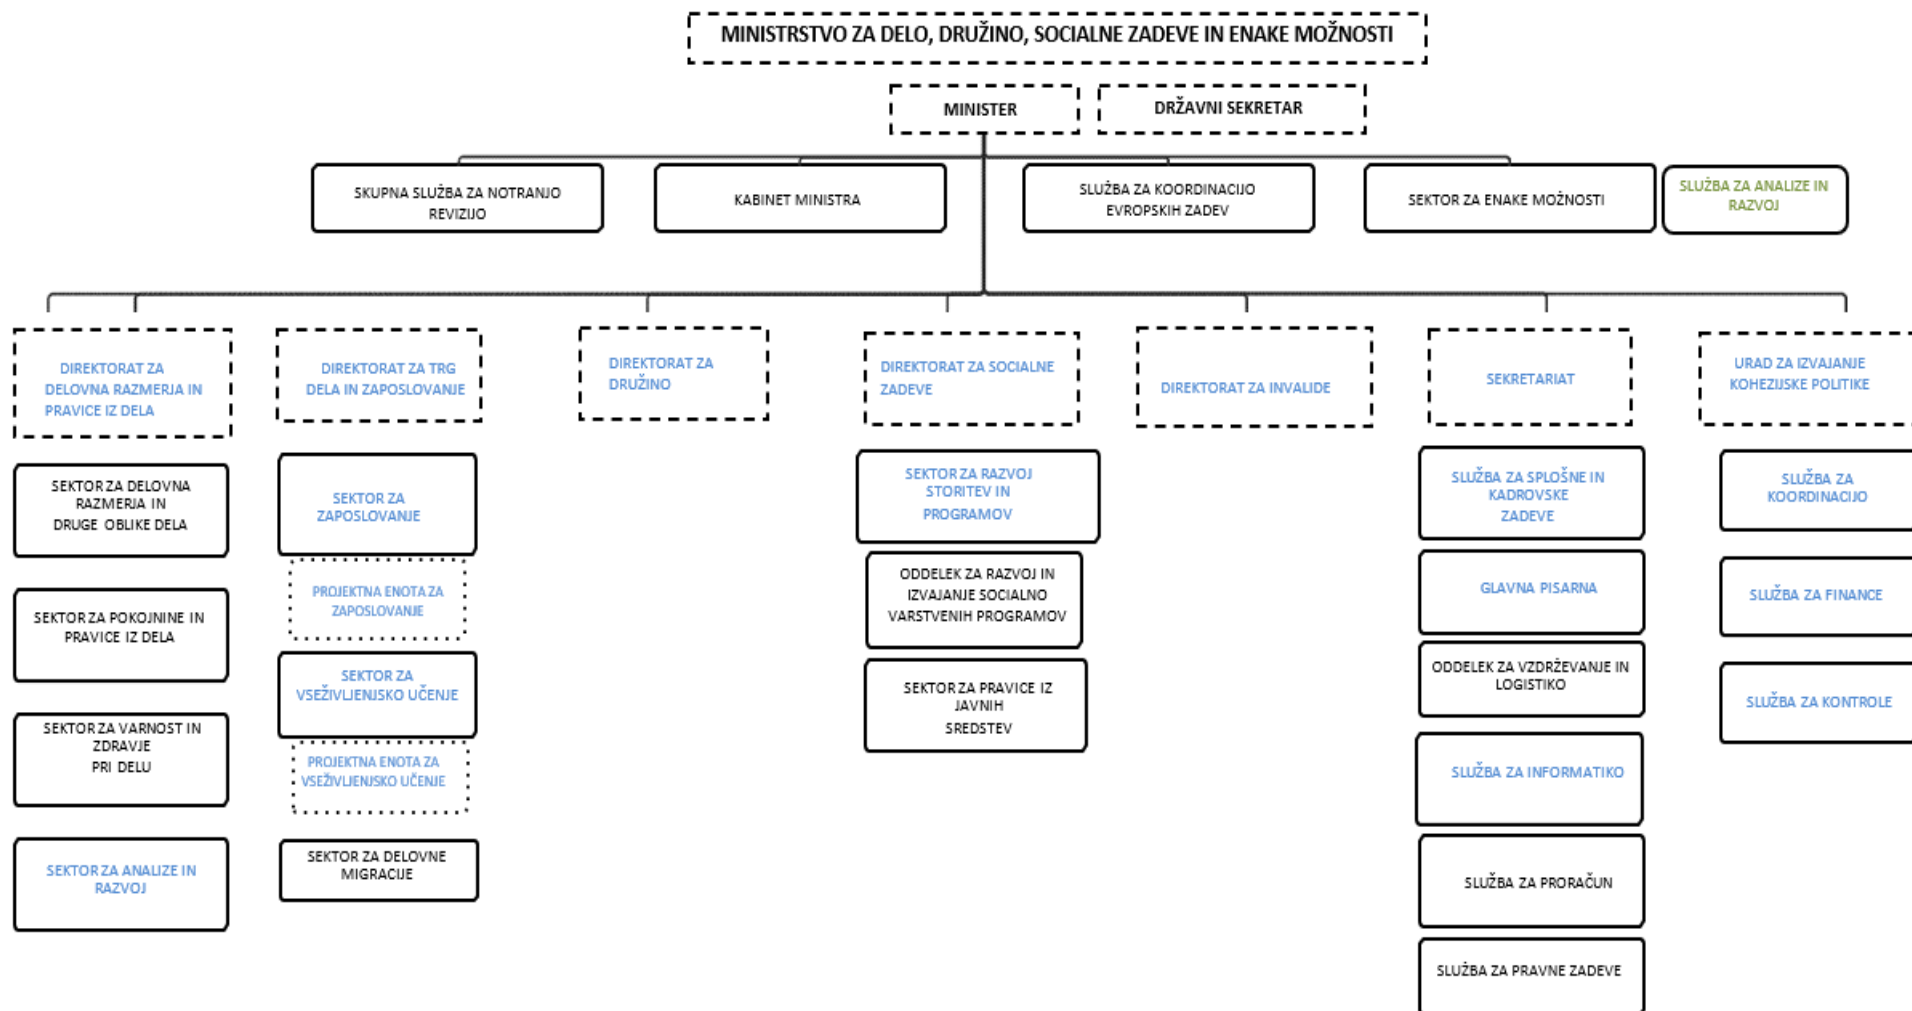 MINISTRSTVO ZA DELO, DRUŽINO, SOCIALNE ZADEVE IN ENAKE MOŽNOSTI
MINISTER
DRŽAVNI SEKRETAR
SKUPNA SLUŽBA ZA NOTRANJO
REVIZIJO
KABINET MINISTRA
SLUŽBA ZA KOORDINACIJO
EVROPSKIH ZADEV
SEKTOR ZA ENAKE MOŽNOSTI
SLUŽBA ZA ANALIZE IN
RAZVOJ
DIREKTORAT ZA
DELOVNA RAZMERJA IN
PRAVICE IZ DELA
SEKTOR ZA DELOVNA
RAZMERJA IN
DRUGE OBLIKE DELA
SEKTOR ZA POKOJNINE IN
PRAVICE IZ DELA
SEKTOR ZA VARNOST IN
ZDRAVJE
PRI DELU
SEKTOR ZA ANALIZE IN
RAZVOJ
DIREKTORAT ZA TRG
DELA IN ZAPOSLOVANJE
SEKTOR ZA
ZAPOSLOVANJE
PROJEKTNA ENOTA ZA
ZAPOSLOVANJE
SEKTOR ZA
VSEŽIVLJENJSKO UČENJE
PROJEKTNA ENOTA ZA
VSEŽIVLJENJSKO UČENJE
SEKTOR ZA DELOVNE
MIGRACIJE
DIREKTORAT ZA
DRUŽINO
DIREKTORAT ZA SOCIALNE
ZADEVE
SEKTOR ZA RAZVOJ
STORITEV IN
PROGRAMOV
ODDELEK ZA RAZVOJ IN
IZVAJANJE SOCIALNO
VARSTVENIH PROGRAMOV
SEKTOR ZA PRAVICE IZ
JAVNIH
SREDSTEV
DIREKTORAT ZA INVALIDE
SEKRETARIAT
SLUŽBA ZA SPLOŠNE IN
KADROVSKE
ZADEVE
GLAVNA PISARNA
ODDELEK ZA VZDRŽEVANJE IN
LOGISTIKO
SLUŽBA ZA INFORMATIKO
SLUŽBA ZA PRORAČUN
SLUŽBA ZA PRAVNE ZADEVE
URAD ZA IZVAJANJE
KOHEZIJSKE POLITIKE
SLUŽBA ZA
KOORDINACIJO
SLUŽBA ZA FINANCE
SLUŽBA ZA KONTROLE